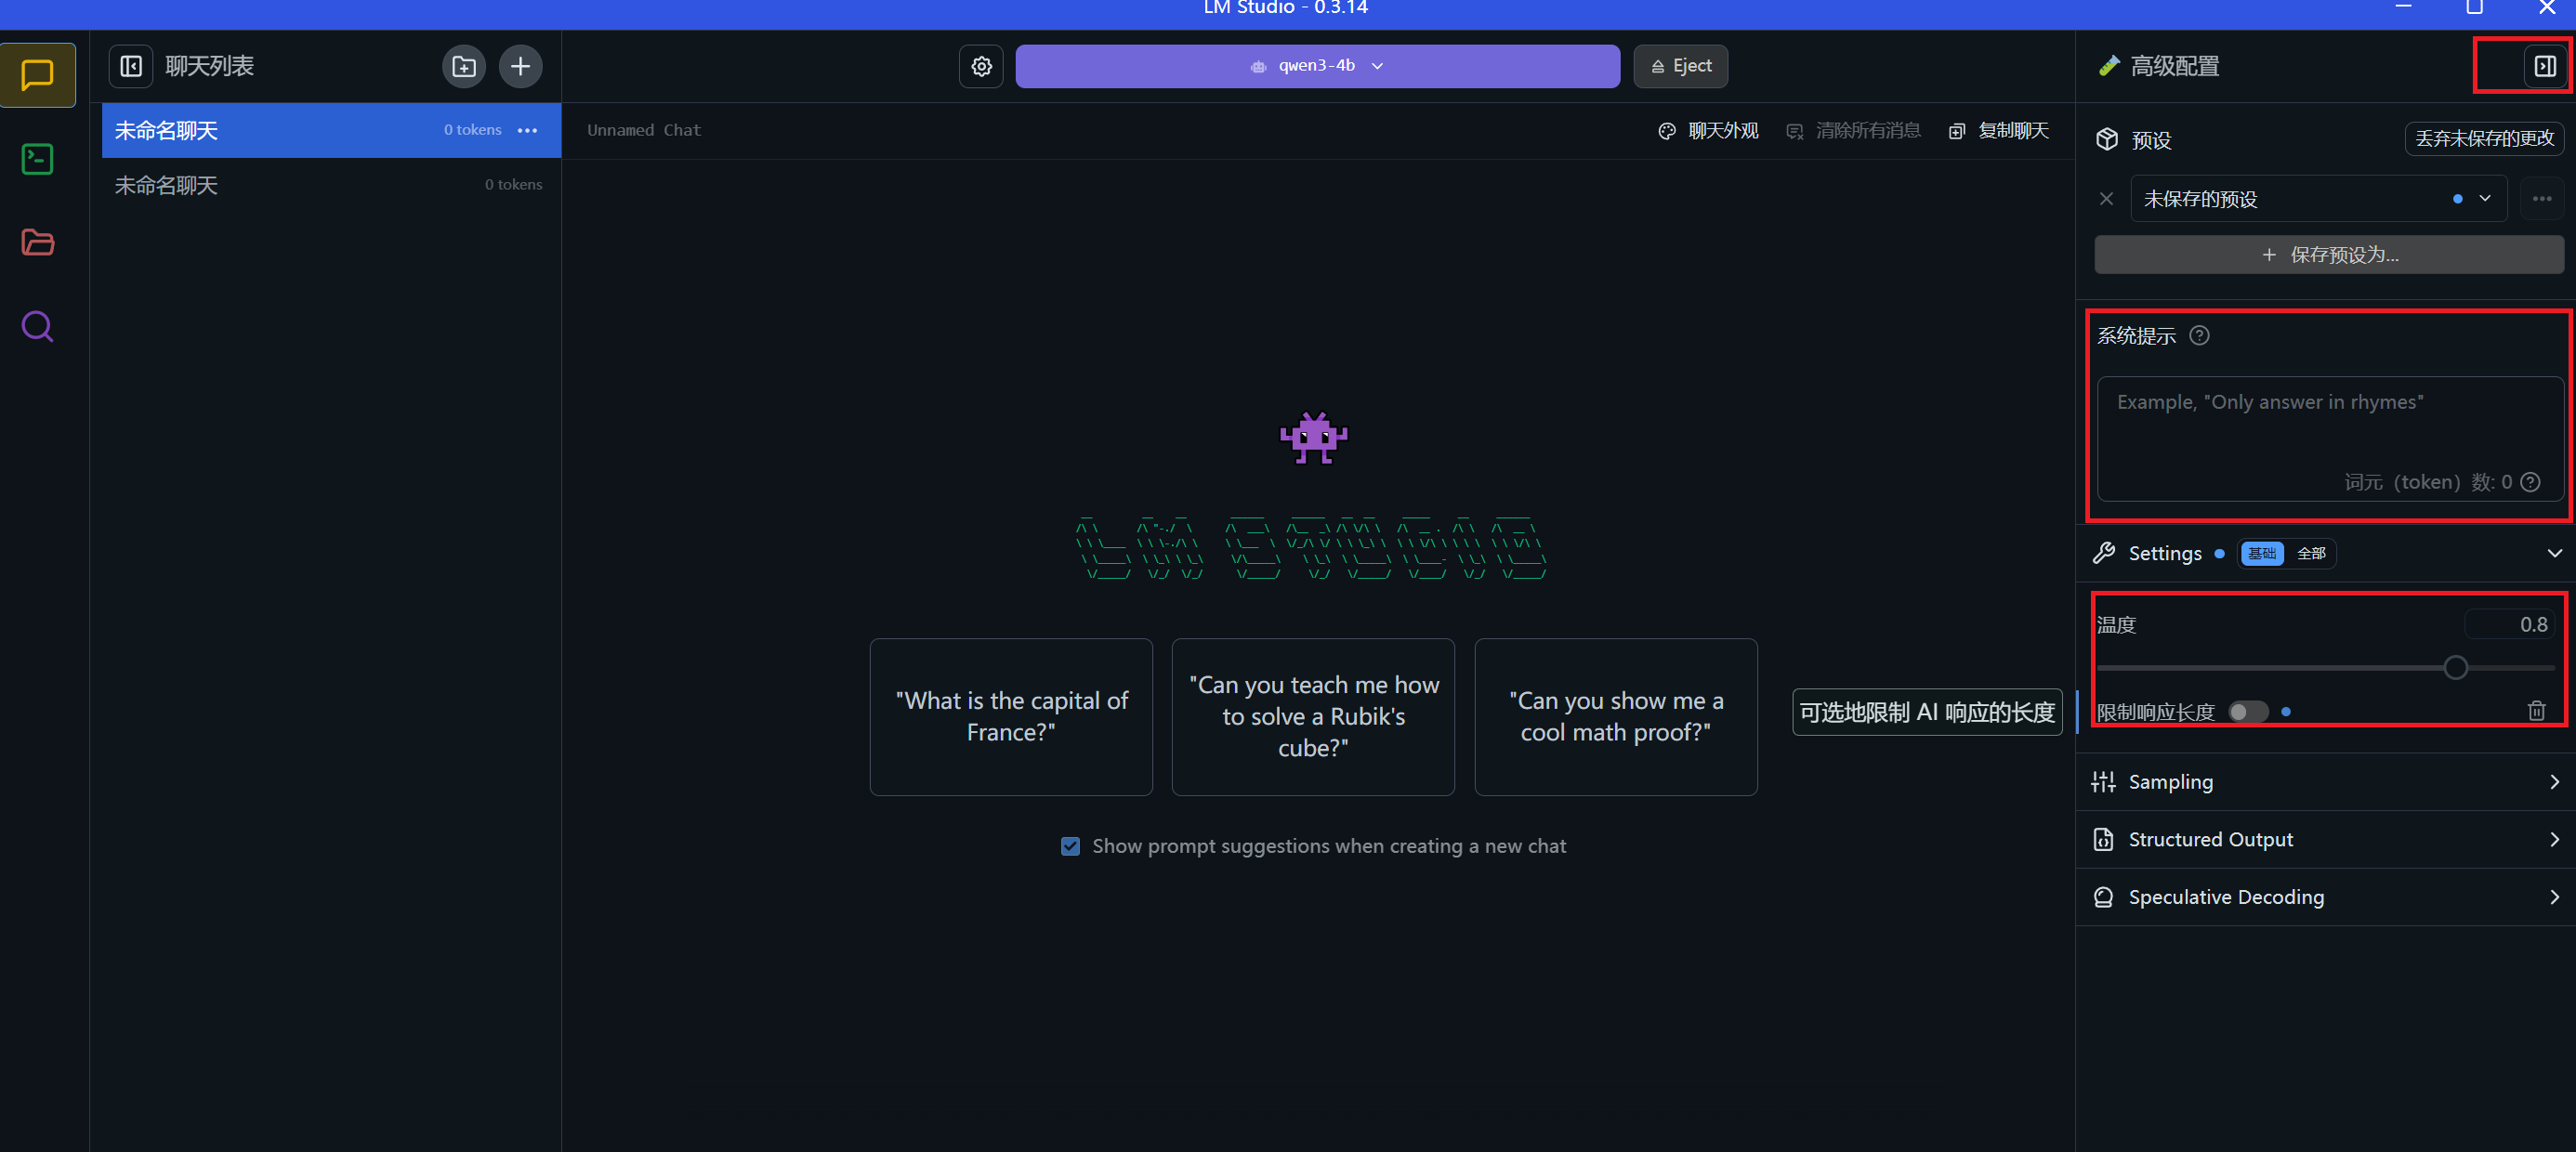 LM Studio - 0.3.14
聊天列表
qwen3-4b
Eject
高级配置
未命名聊天
0 tokens
未命名聊天
0 tokens
Unnamed Chat
聊天外观
清除所有消息
复制聊天
LM STUDIO
"What is the capital of
France?"
"Can you teach me how
to solve a Rubik's
cube?"
"Can you show me a
cool math proof?"
Show prompt suggestions when creating a new chat
预设
丢弃未保存的更改
未保存的预设
+ 保存预设为...
系统提示
Example, "Only answer in rhymes"
词元（token）数: 0
Settings
基础
全部
温度
0.8
可选地限制 AI 响应的长度
限制响应长度
Sampling
Structured Output
Speculative Decoding